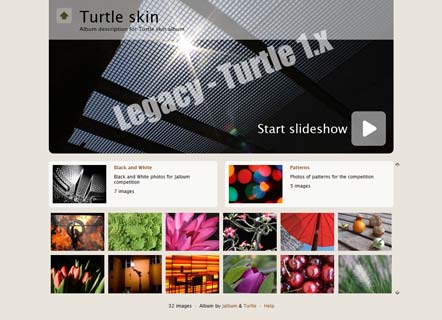 Turtle skin
Album description for Turtle skin album
Legacy - Turtle 1.x
Start slideshow
Black and White
Black and White photos for Jalbum
competition
7 images
Patterns
Photos of patterns for the competition
5 images
32 images - Album by Jalbum & Turtle - Help